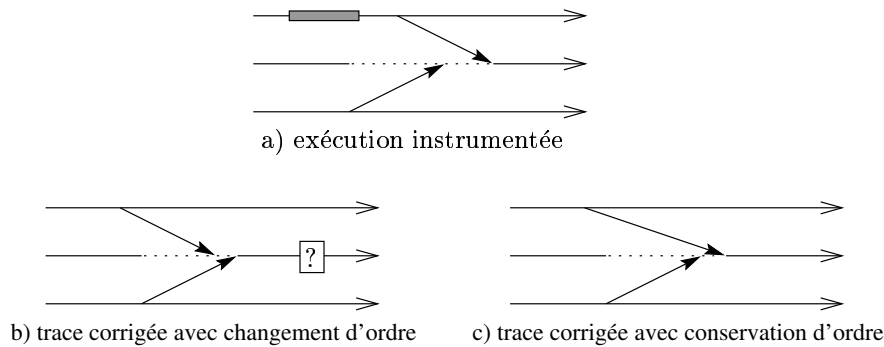 a) exécution instrumentée
?
b) trace corrigée avec changement d'ordre
c) trace corrigée avec conservation d'ordre